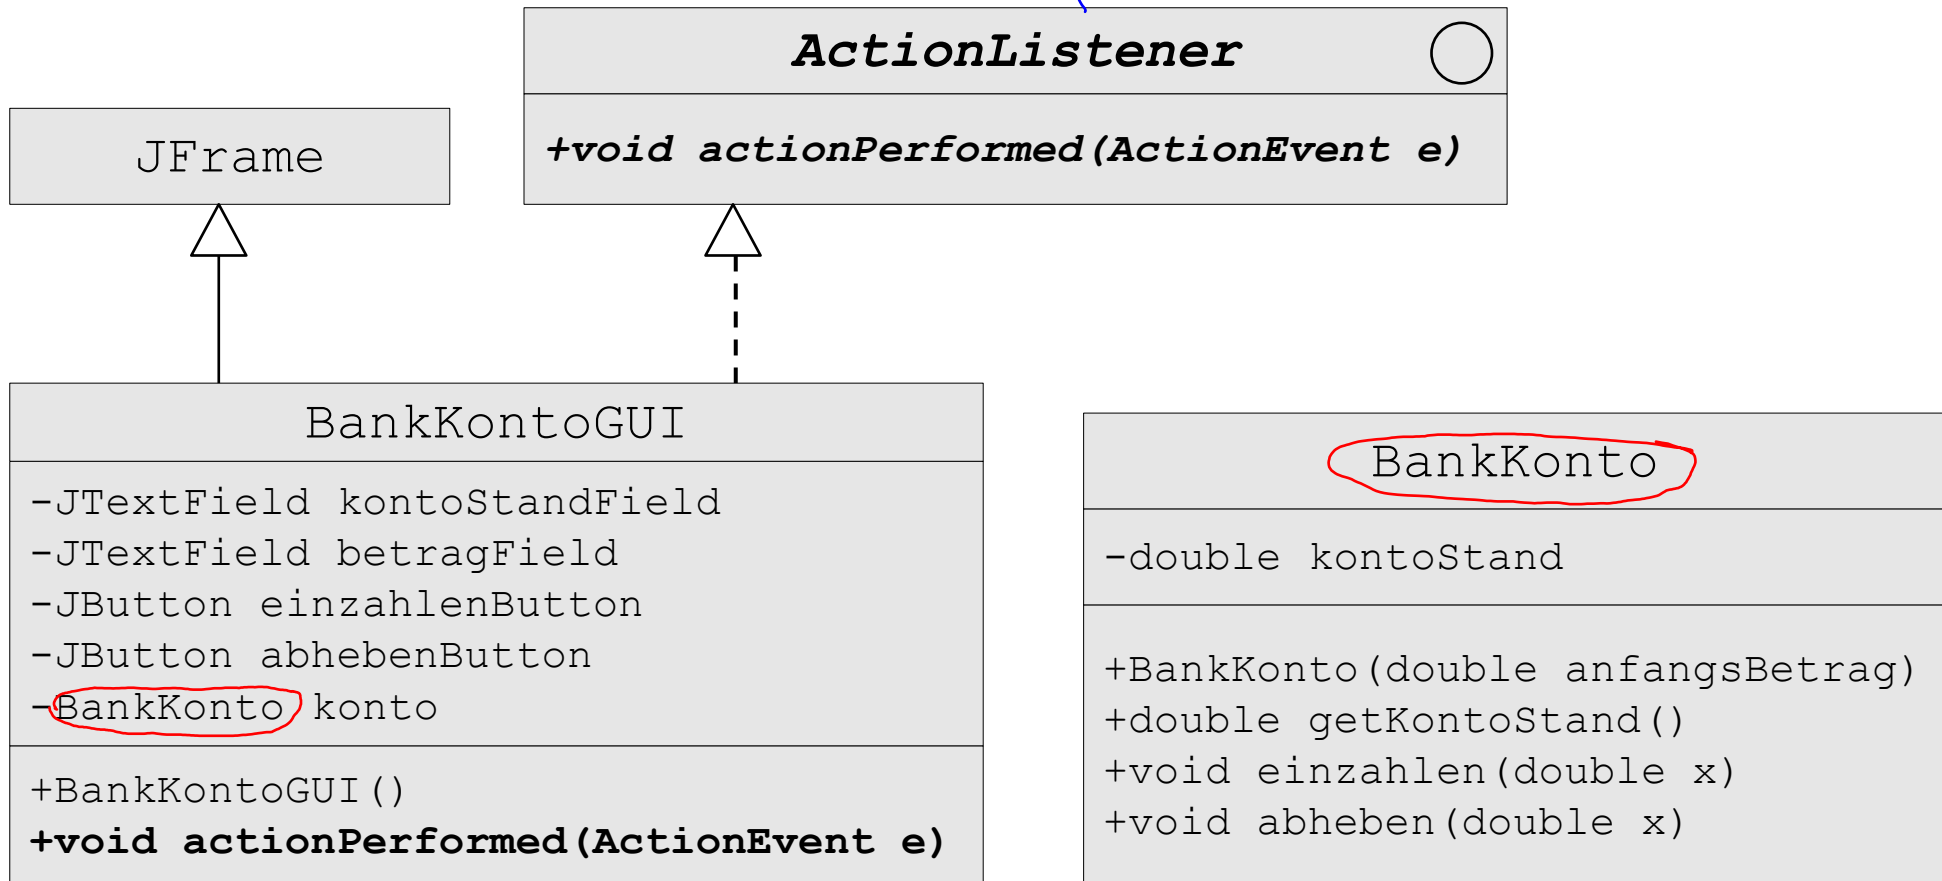 ActionListener
+void actionPerformed(ActionEvent e)
JFrame
BankKontoGUI
-JTextField kontoStandField
-JTextField betragField
-JButton einzahlenButton
-JButton abhebenButton
-BankKonto konto
+BankKontoGUI()
+void actionPerformed(ActionEvent e)
BankKonto
-double kontoStand
+BankKonto(double anfangsBetrag)
+double getKontoStand()
+void einzahlen(double x)
+void abheben(double x)